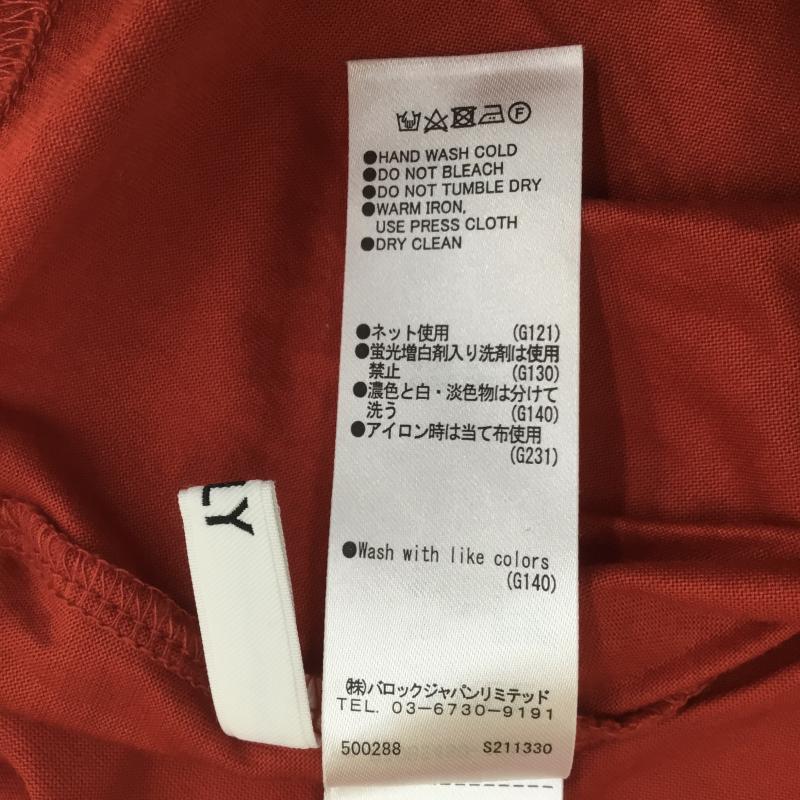 F
●HAND WASH COLD
●DO NOT BLEACH
●DO NOT TUMBLE DRY
●WARM IRON,
USE PRESS CLOTH
●DRY CLEAN
●ネット使用 (G121)
●蛍光増白剤入り洗剤は使用
禁止 (G130)
●濃色と白・淡色物は分けて
洗う (G140)
●アイロン時は当て布使用
(G231)
LY
●Wash with like colors
(G140)
(株)バロックジャパンリミテッド
TEL. 03-6730-9191
500288 S211330